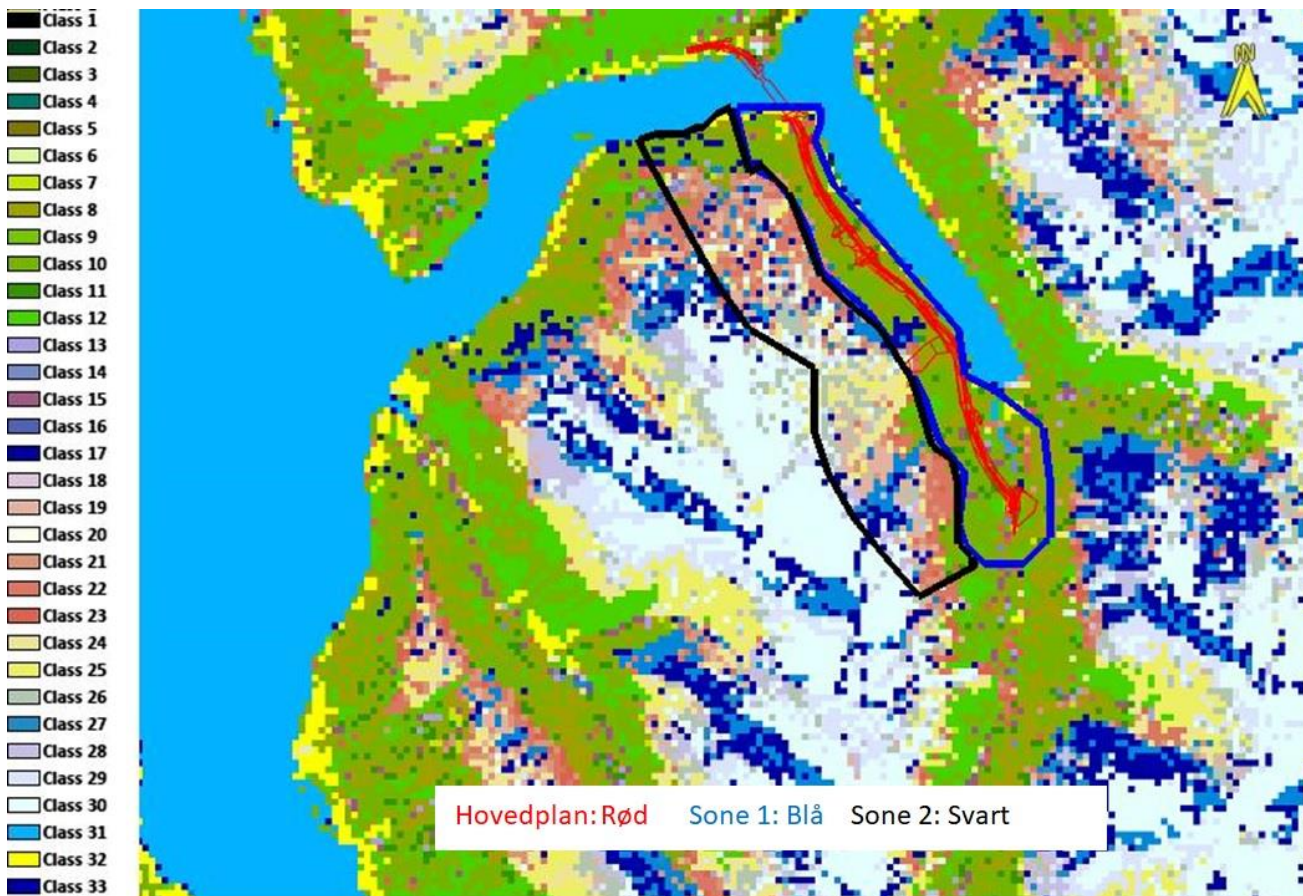 Class 1
Class 2
Class 3
Class 4
Class 5
Class 6
Class 7
Class 8
Class 9
Class 10
Class 11
Class 12
Class 13
Class 14
Class 15
Class 16
Class 17
Class 18
Class 19
Class 20
Class 21
Class 22
Class 23
Class 24
Class 25
Class 26
Class 27
Class 28
Class 29
Class 30
Class 31
Class 32
Class 33
Hovedplan: Rød Sone 1: Blå Sone 2: Svart